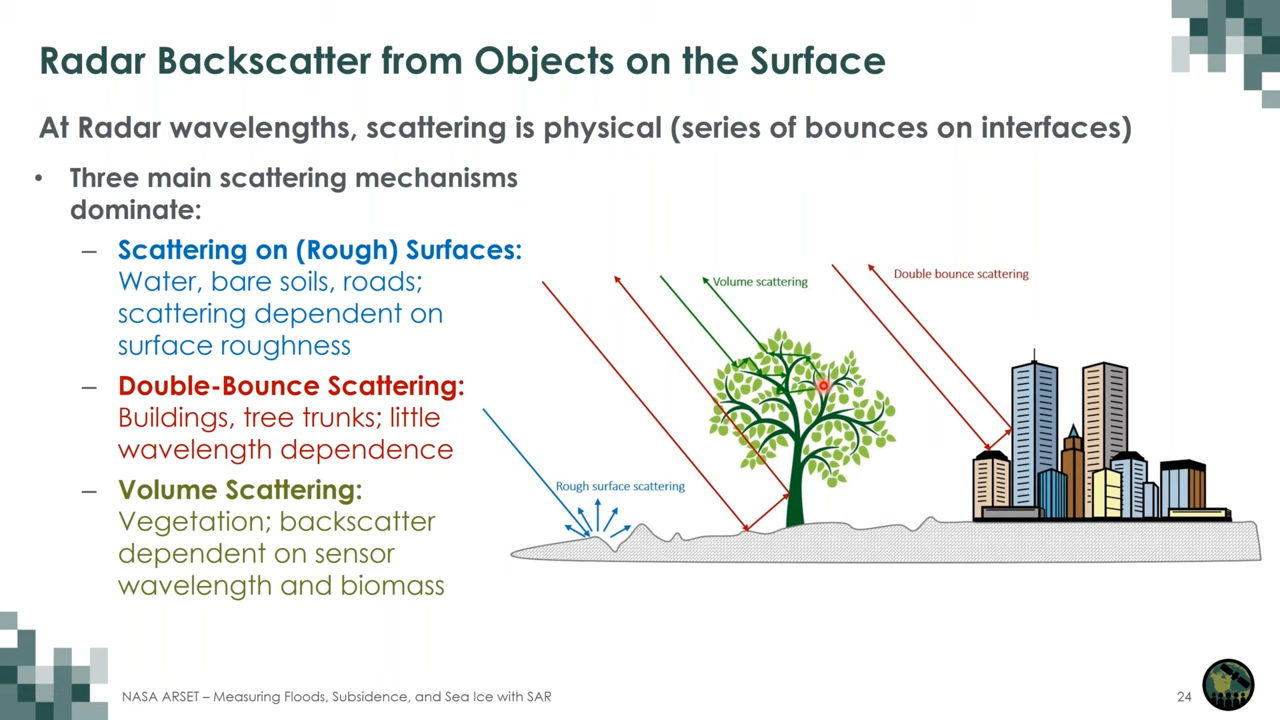 Radar Backscatter from Objects on the Surface
At Radar wavelengths, scattering is physical (series of bounces on interfaces)
• Three main scattering mechanisms
dominate:
– Scattering on (Rough) Surfaces:
Water, bare soils, roads;
scattering dependent on
surface roughness
– Double-Bounce Scattering:
Buildings, tree trunks; little
wavelength dependence
– Volume Scattering:
Vegetation; backscatter
dependent on sensor
wavelength and biomass
Volume scattering
Double bounce scattering
Rough surface scattering
NASA ARSET – Measuring Floods, Subsidence, and Sea Ice with SAR
24